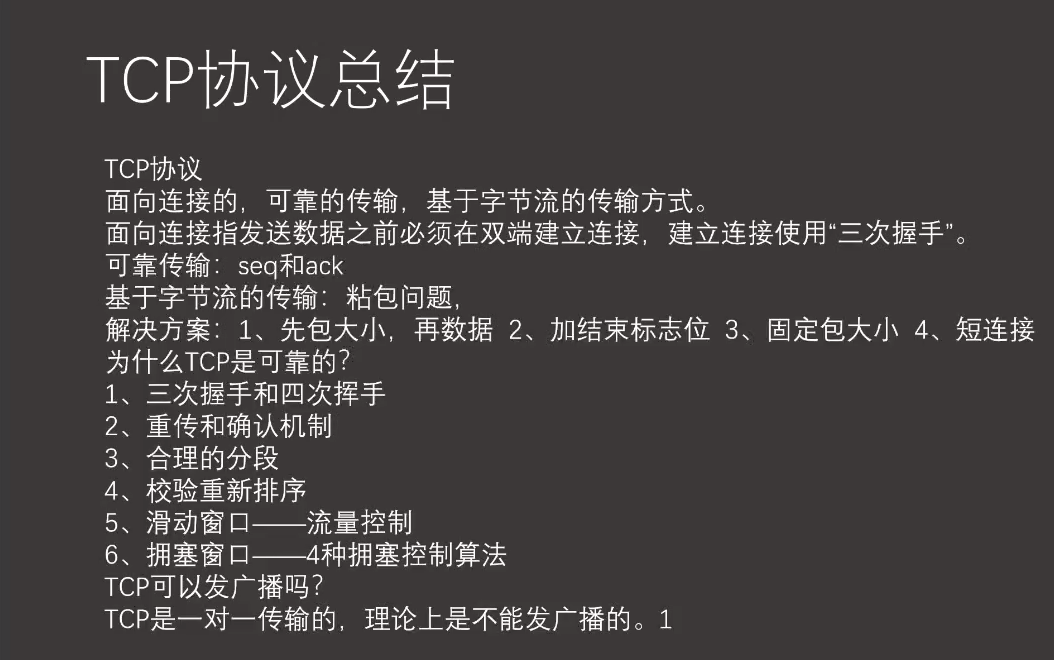 TCP协议总结
TCP协议
面向连接的，可靠的传输，基于字节流的传输方式。
面向连接指发送数据之前必须在双端建立连接，建立连接使用“三次握手”。
可靠传输：seq和ack
基于字节流的传输：粘包问题，
解决方案：1、先包大小，再数据 2、加结束标志位 3、固定包大小 4、短连接
为什么TCP是可靠的？
1、三次握手和四次挥手
2、重传和确认机制
3、合理的分段
4、校验重新排序
5、滑动窗口——流量控制
6、拥塞窗口——4种拥塞控制算法
TCP可以发广播吗？
TCP是一对一传输的，理论上是不能发广播的。1